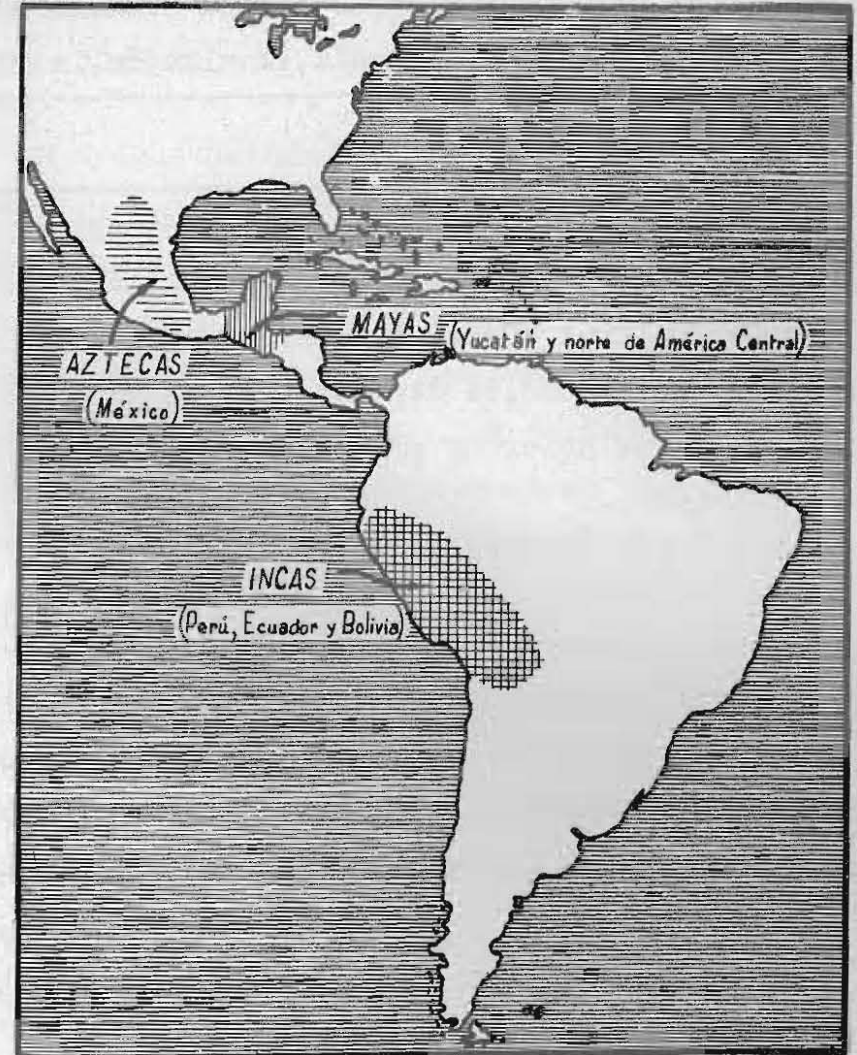 MAYAS
(Yucatán y norte de América Central)
AZTECAS
(México)
INCAS
(Perú, Ecuador y Bolivia)